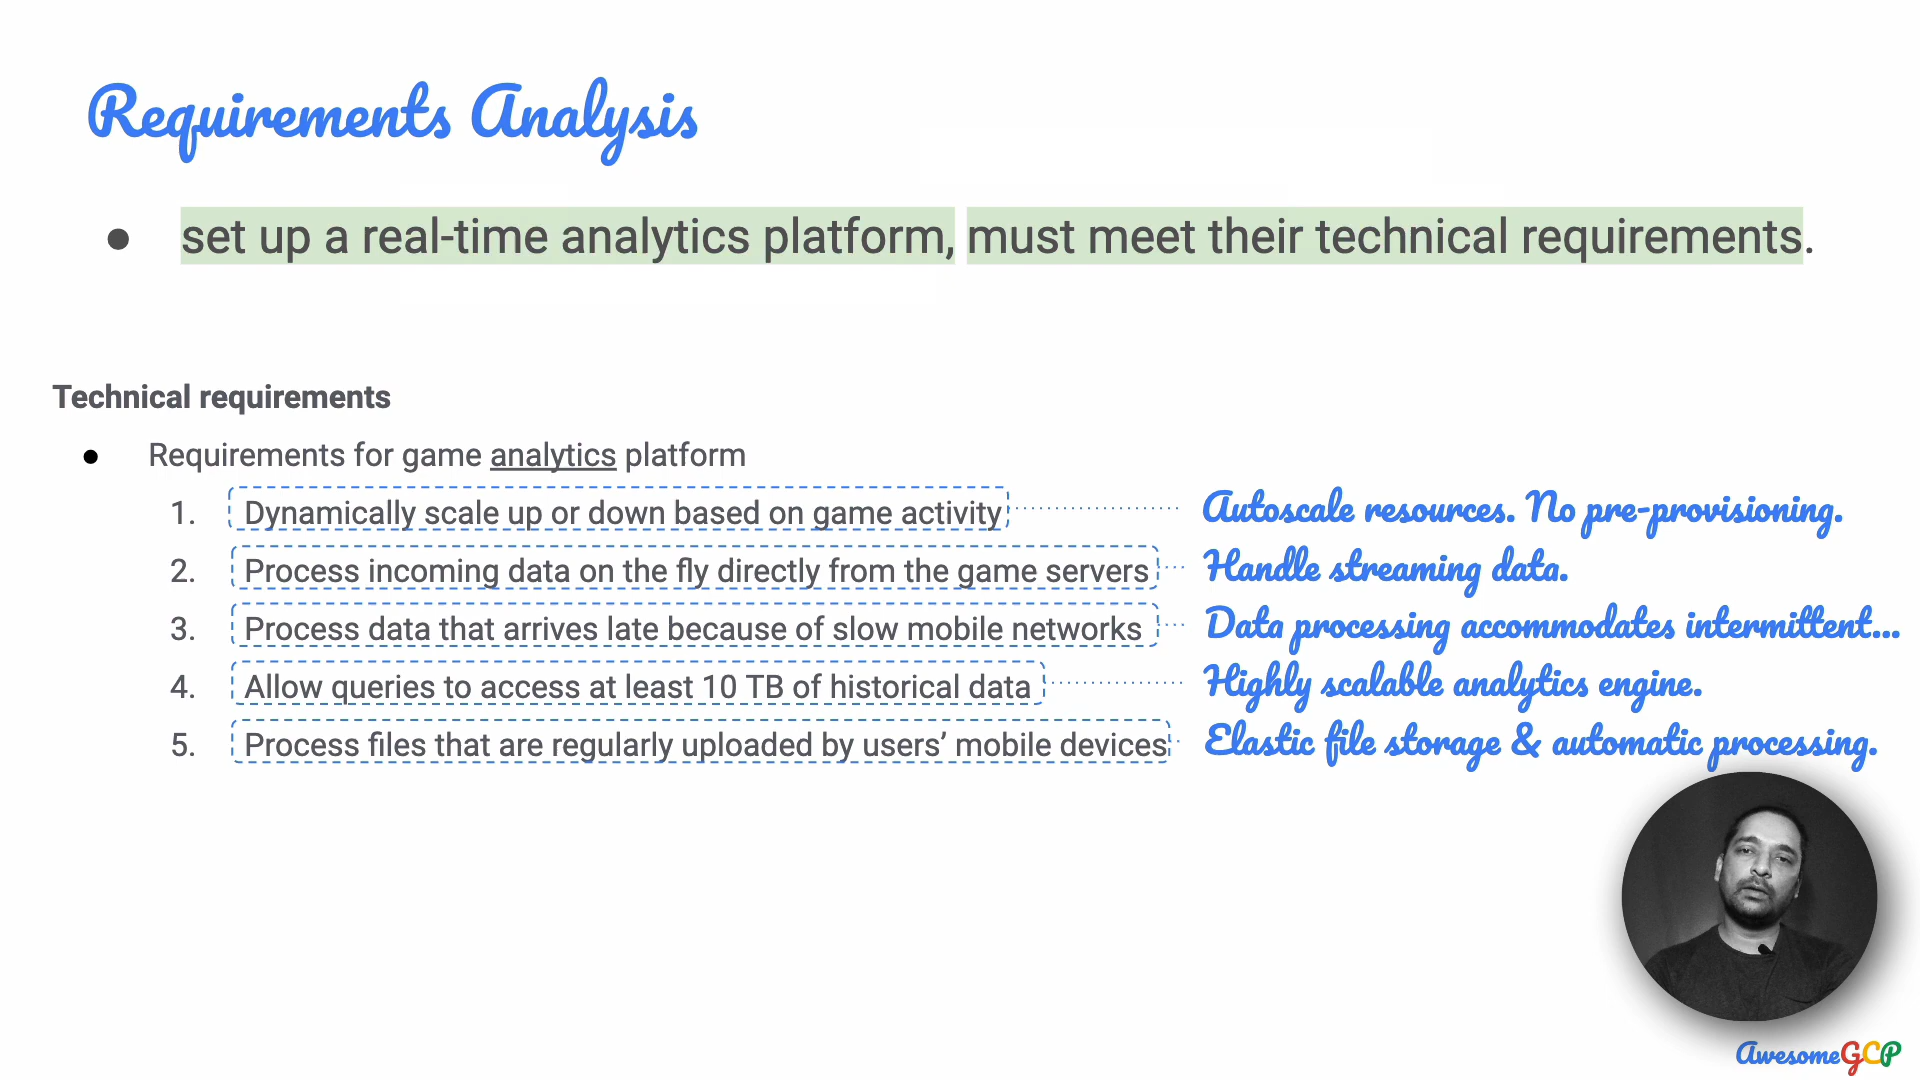 Requirements Analysis
● set up a real-time analytics platform, must meet their technical requirements.
Technical requirements
● Requirements for game analytics platform
1. Dynamically scale up or down based on game activity Autoscale resources. No pre-provisioning.
2. Process incoming data on the fly directly from the game servers Handle streaming data.
3. Process data that arrives late because of slow mobile networks Data processing accommodates intermittent...
4. Allow queries to access at least 10 TB of historical data Highly scalable analytics engine.
5. Process files that are regularly uploaded by users’ mobile devices Elastic file storage & automatic processing.
AwesomeGCP